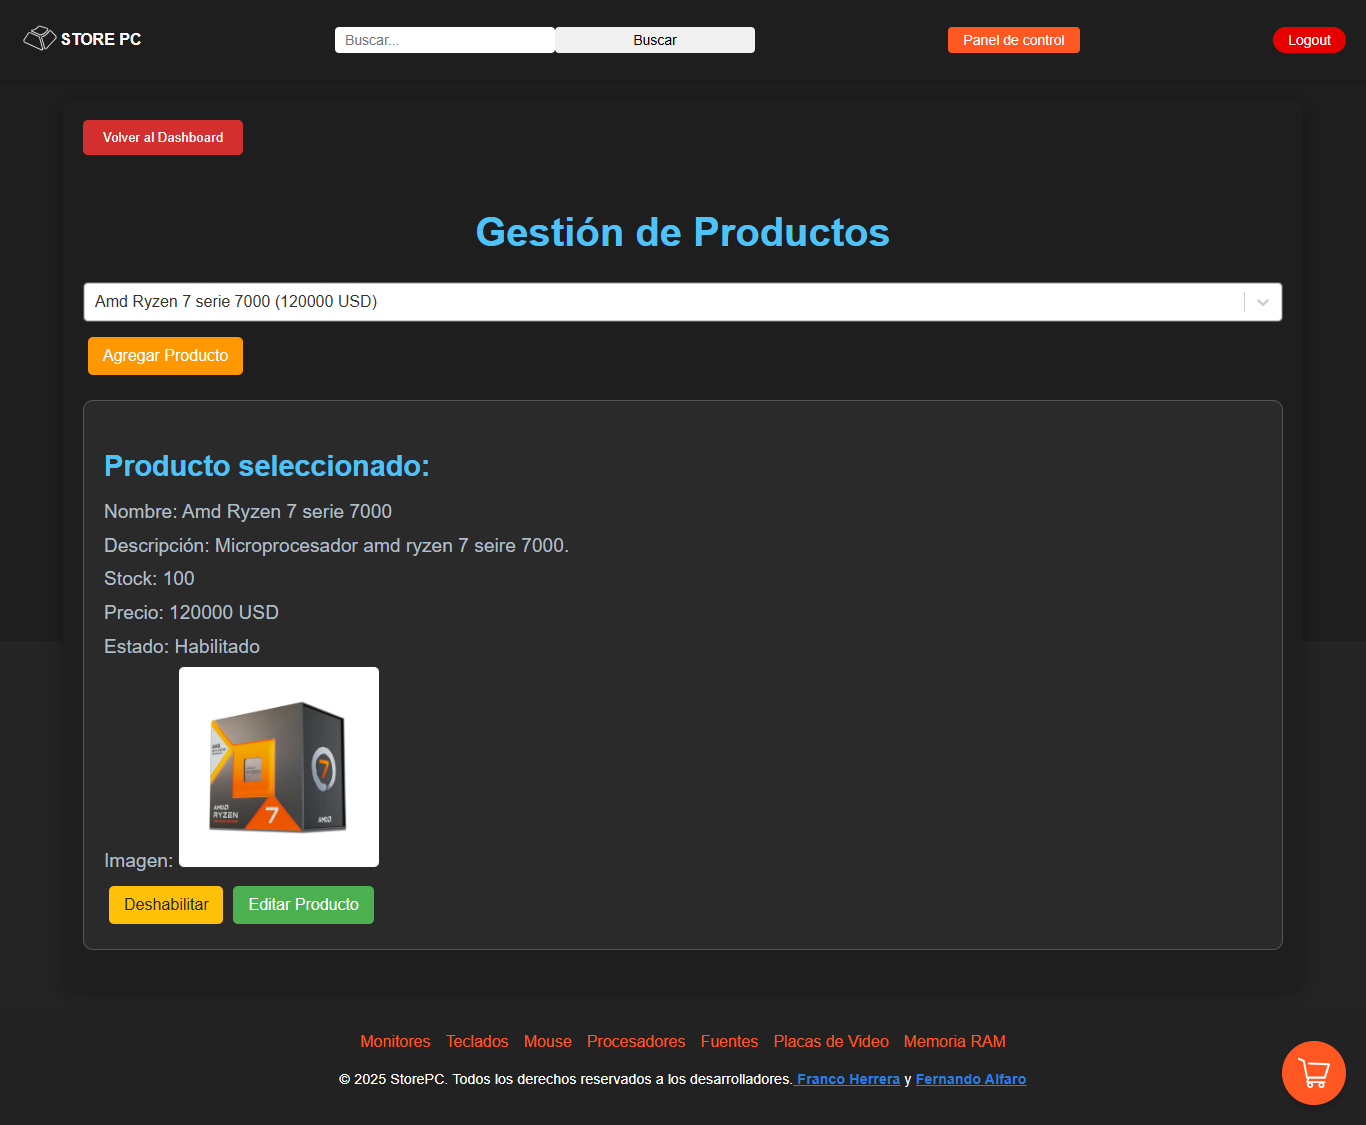 STORE PC
Buscar...
Buscar
Panel de control
Logout
Volver al Dashboard
Gestión de Productos
Amd Ryzen 7 serie 7000 (120000 USD)
Agregar Producto
Producto seleccionado:
Nombre: Amd Ryzen 7 serie 7000
Descripción: Microprocesador amd ryzen 7 seire 7000.
Stock: 100
Precio: 120000 USD
Estado: Habilitado
7
AMD
RYZEN
7
AMD
Imagen:
Deshabilitar
Editar Producto
Monitores Teclados Mouse Procesadores Fuentes Placas de Video Memoria RAM
© 2025 StorePC. Todos los derechos reservados a los desarrolladores. Franco Herrera y Fernando Alfaro